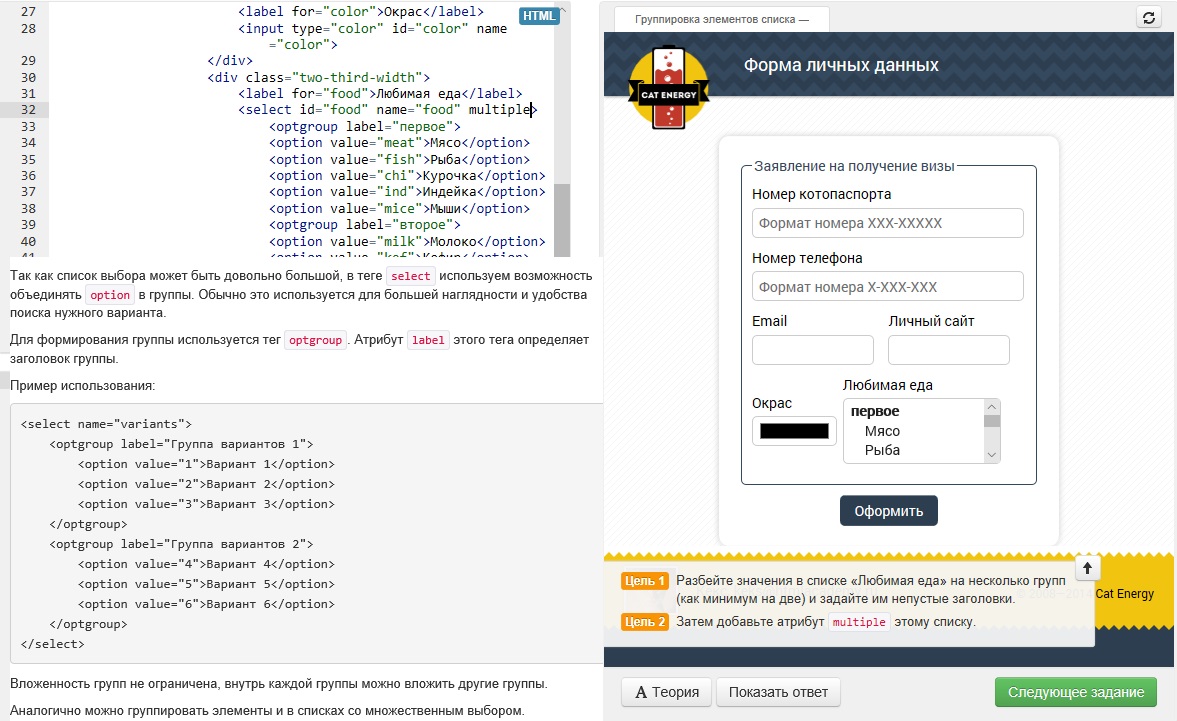 27 <label for="color">Окрас</label>
HTML
28 <input type="color" id="color" name
="color">
29 </div>
30 <div class="two-third-width">
31 <label for="food">Любимая еда</label>
32 <select id="food" name="food" multiple>
33 <optgroup label="первое">
34 <option value="meat">Мясо</option>
35 <option value="fish">Рыба</option>
36 <option value="chi">Курочка</option>
37 <option value="ind">Индейка</option>
38 <option value="mice">Мыши</option>
39 <optgroup label="второе">
40 <option value="milk">Молоко</option>
Так как список выбора может быть довольно большой, в теге select используем возможность
объединять option в группы. Обычно это используется для большей наглядности и удобства
поиска нужного варианта.
Для формирования группы используется тег optgroup. Атрибут label этого тега определяет
заголовок группы.
Пример использования:
<select name="variants">
<optgroup label="Группа вариантов 1">
<option value="1">Вариант 1</option>
<option value="2">Вариант 2</option>
<option value="3">Вариант 3</option>
</optgroup>
<optgroup label="Группа вариантов 2">
<option value="4">Вариант 4</option>
<option value="5">Вариант 5</option>
<option value="6">Вариант 6</option>
</optgroup>
</select>
Вложенность групп не ограничена, внутрь каждой группы можно вложить другие группы.
Аналогично можно группировать элементы и в списках со множественным выбором.
Группировка элементов списка —
CAT ENERGY
Форма личных данных
Заявление на получение визы
Номер котопаспорта
Формат номера XXX-XXXXX
Номер телефона
Формат номера X-XXX-XXX
Email Личный сайт
Окрас
Любимая еда
первое
Мясо
Рыба
Оформить
Цель 1 Разбейте значения в списке «Любимая еда» на несколько групп
(как минимум на две) и задайте им непустые заголовки.
Cat Energy
Цель 2 Затем добавьте атрибут multiple этому списку.
A Теория
Показать ответ
Следующее задание